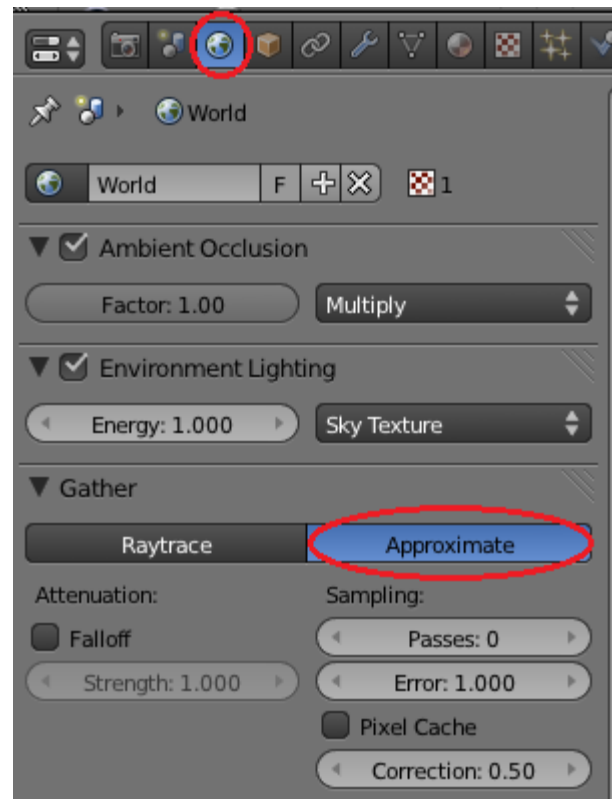 World
World F 1
Ambient Occlusion
Factor: 1.00 Multiply
Environment Lighting
Energy: 1.000 Sky Texture
Gather
Raytrace Approximate
Attenuation: Sampling:
Falloff Passes: 0
Strength: 1.000 Error: 1.000
Pixel Cache
Correction: 0.50